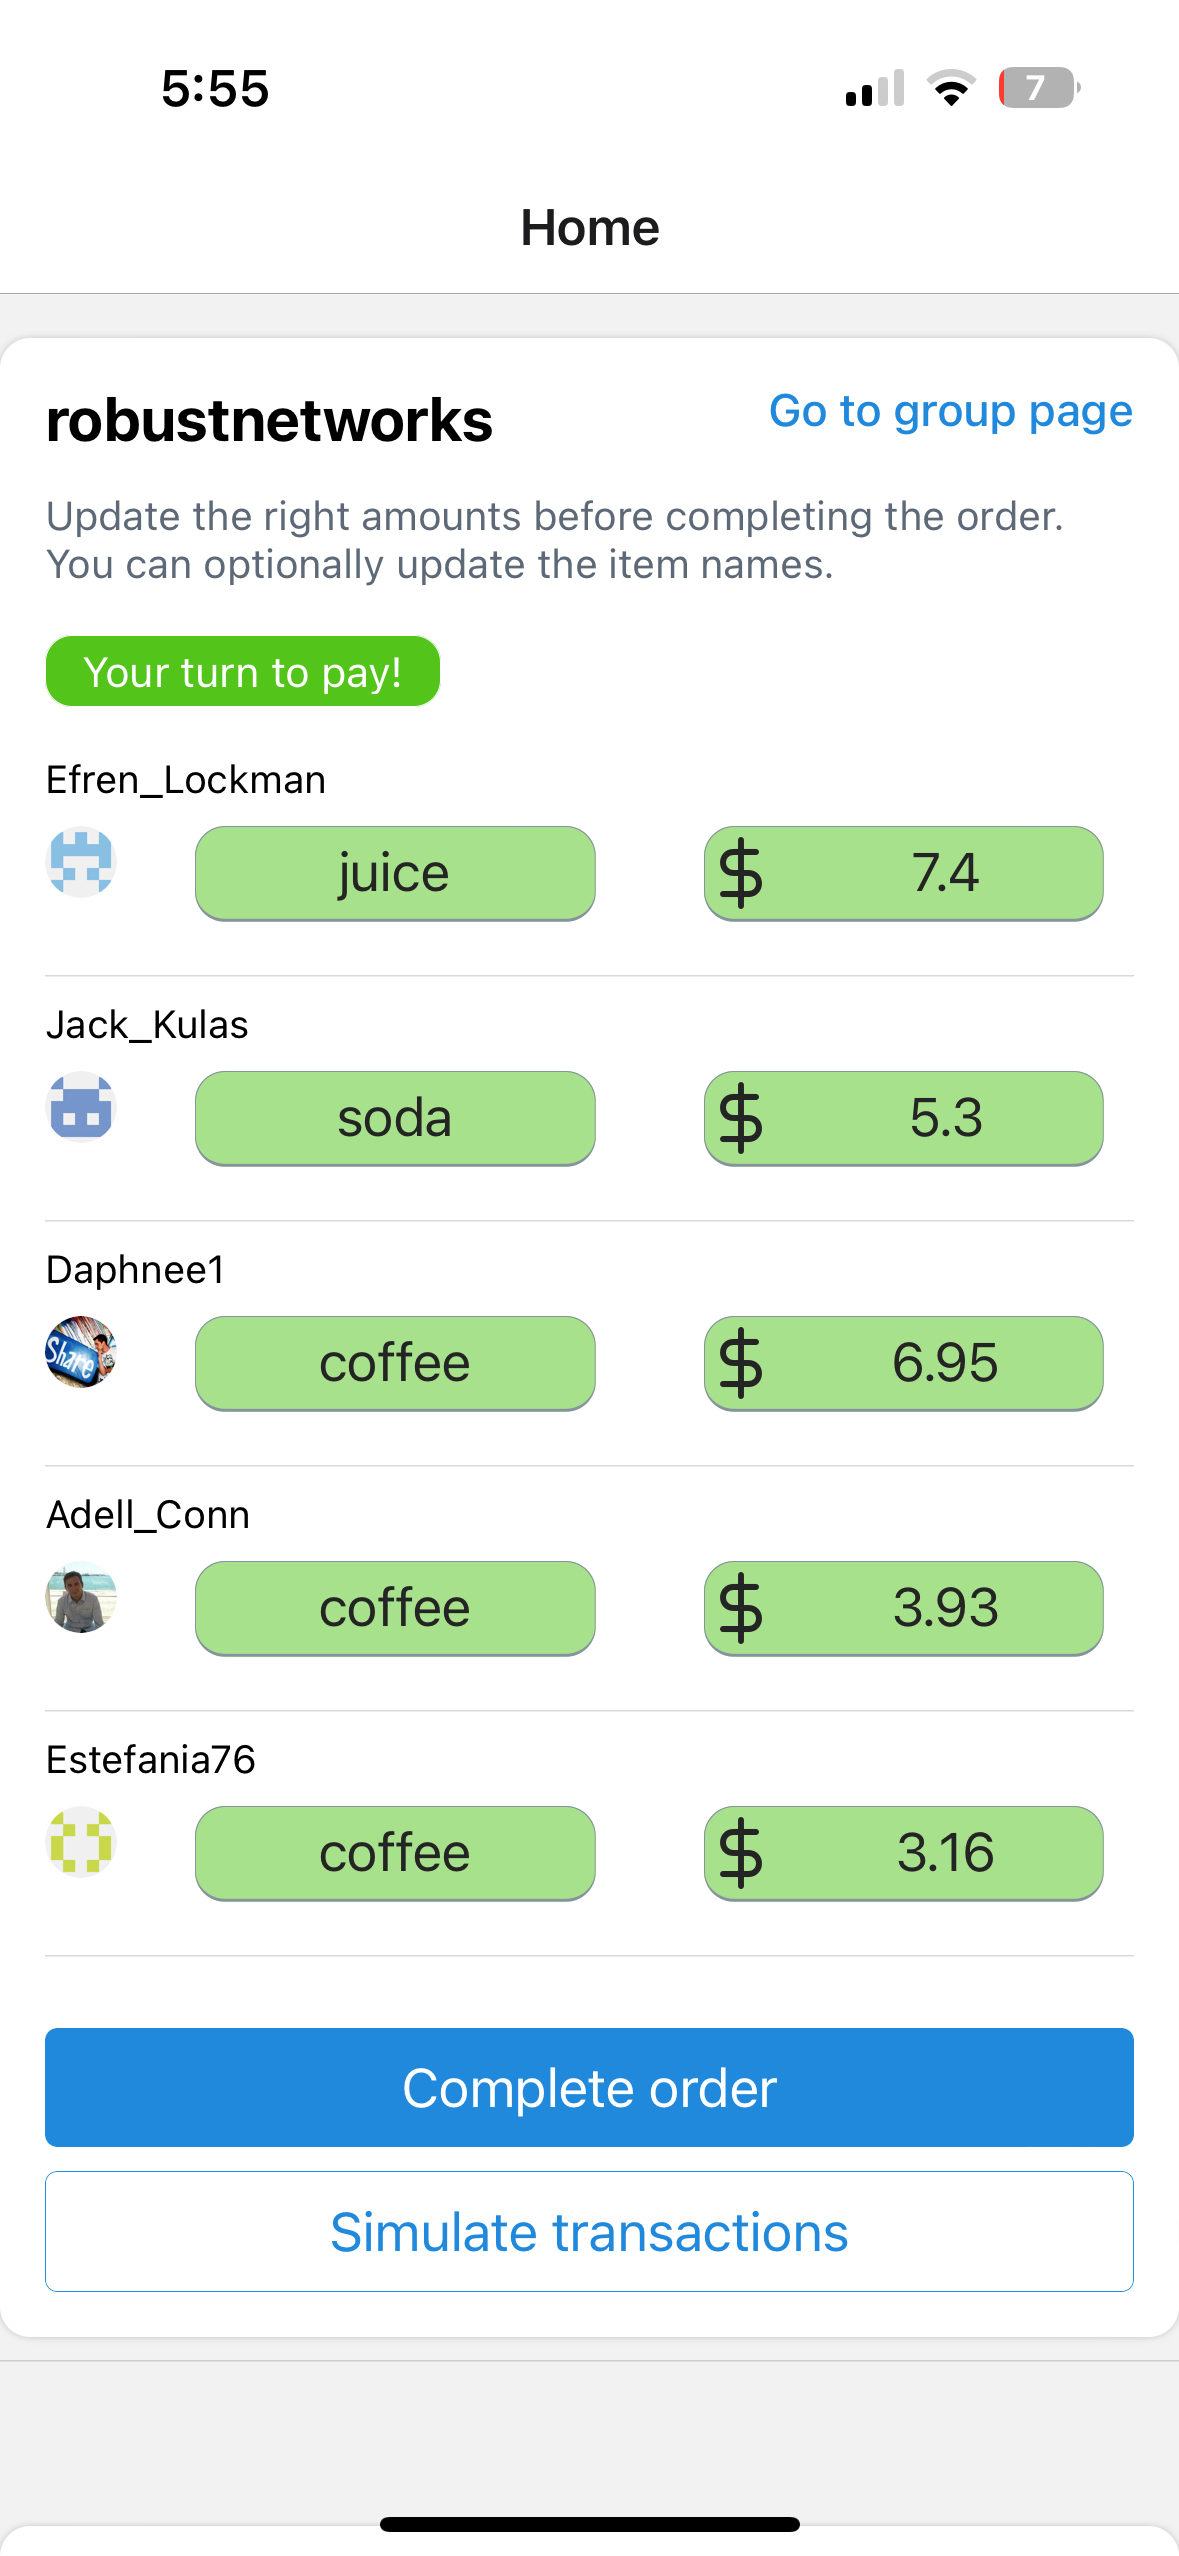 5:55
7
Home
robustnetworks
Go to group page
Update the right amounts before completing the order.
You can optionally update the item names.
Your turn to pay!
Efren_Lockman
juice
$ 7.4
Jack_Kulas
soda
$ 5.3
Daphnee1
Share
coffee
$ 6.95
Adell_Conn
coffee
$ 3.93
Estefania76
coffee
$ 3.16
Complete order
Simulate transactions